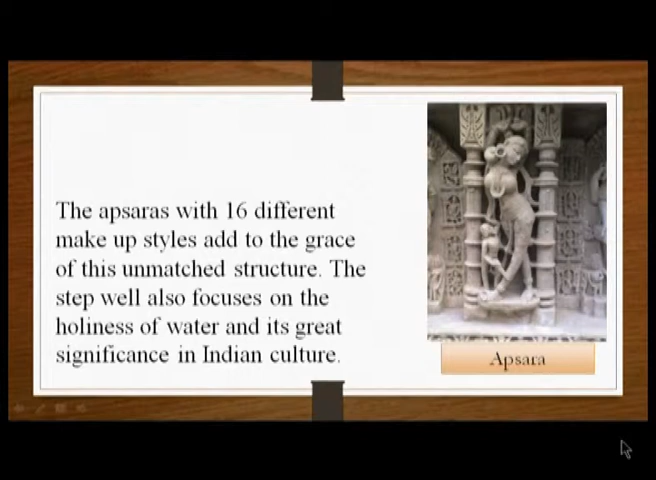 The apsaras with 16 different
make up styles add to the grace
of this unmatched structure. The
step well also focuses on the
holiness of water and its great
significance in Indian culture.
Apsara